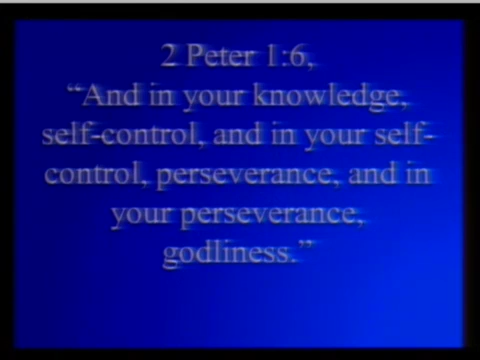 2 Peter 1:6,
“And in your knowledge,
self-control, and in your self-
control, perseverance, and in
your perseverance,
godliness.”